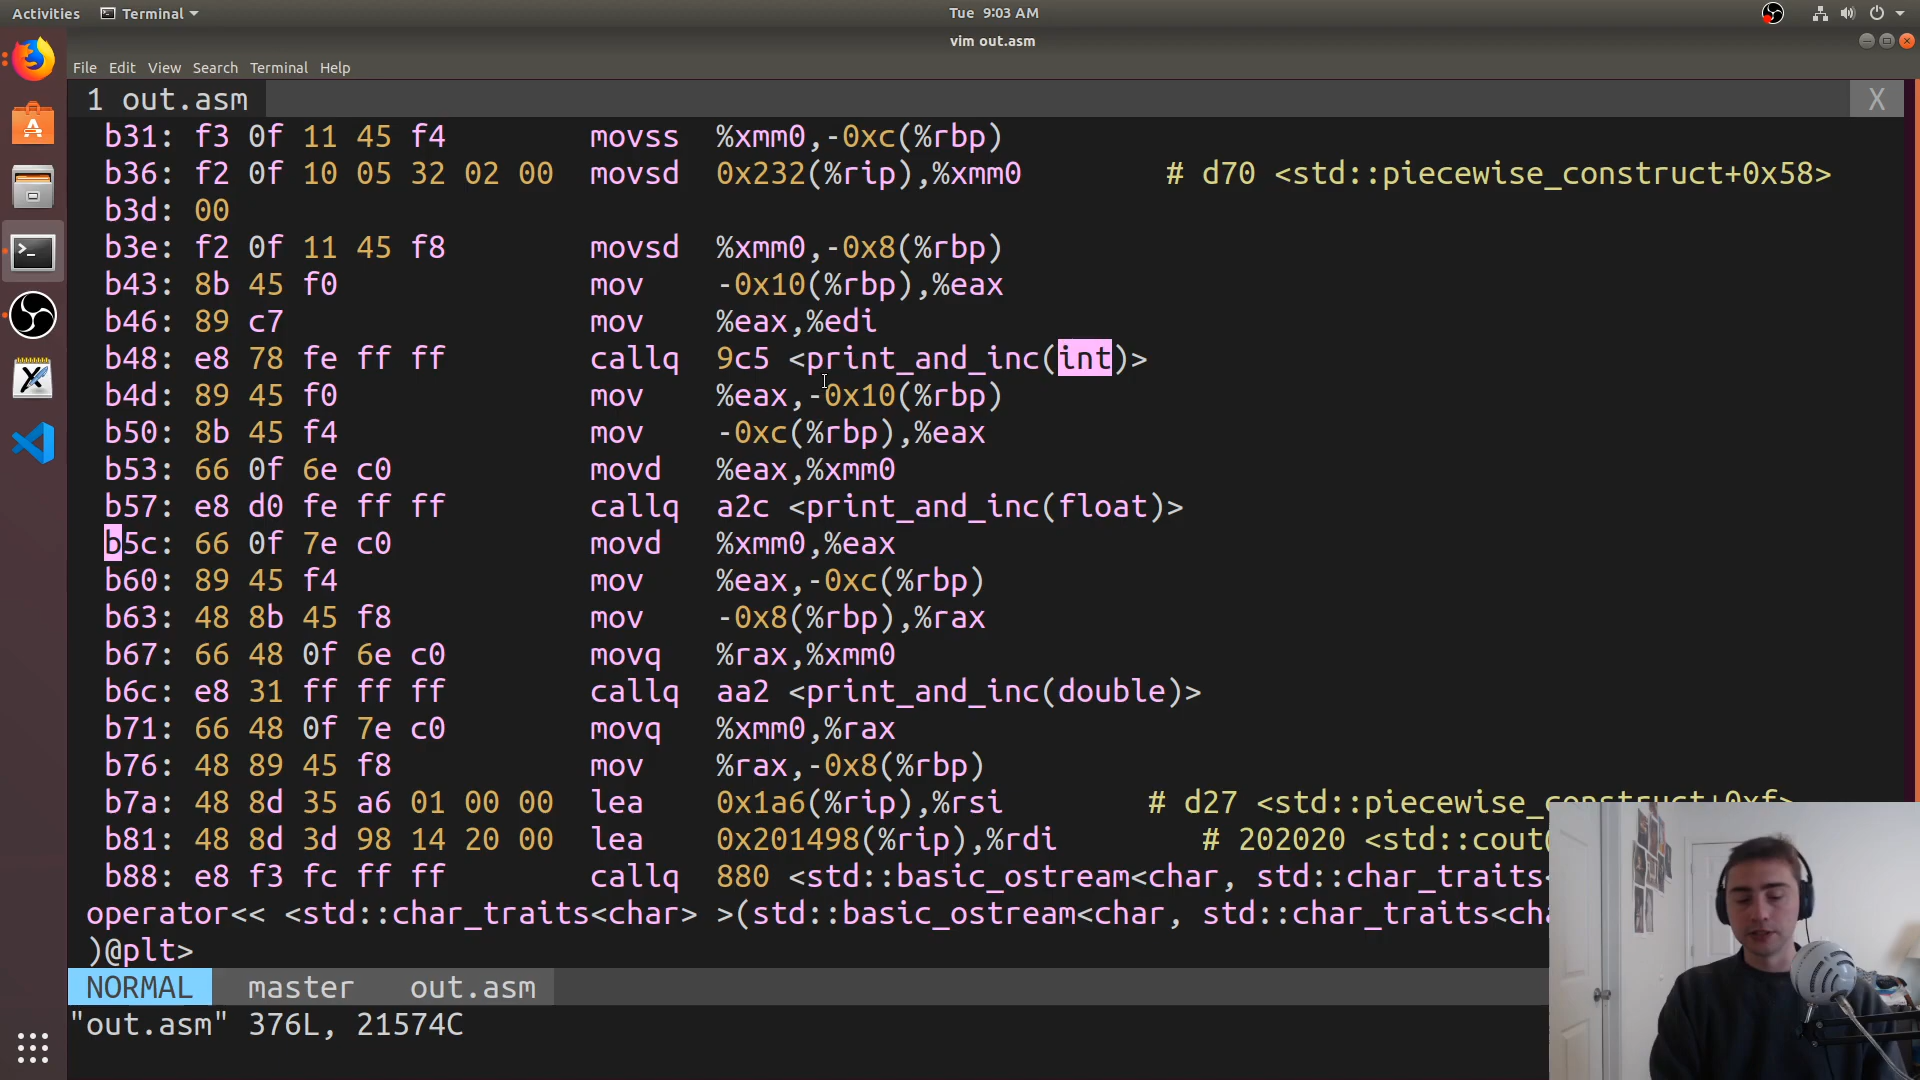 Activities Terminal Tue 9:03 AM
vim out.asm
File Edit View Search Terminal Help
1 out.asm X
b31: f3 0f 11 45 f4 movss %xmm0,-0xc(%rbp)
b36: f2 0f 10 05 32 02 00 movsd 0x232(%rip),%xmm0 # d70 <std::piecewise_construct+0x58>
b3d: 00
b3e: f2 0f 11 45 f8 movsd %xmm0,-0x8(%rbp)
b43: 8b 45 f0 mov -0x10(%rbp),%eax
b46: 89 c7 mov %eax,%edi
b48: e8 78 fe ff ff callq 9c5 <print_and_inc(int)>
b4d: 89 45 f0 mov %eax,-0x10(%rbp)
b50: 8b 45 f4 mov -0xc(%rbp),%eax
b53: 66 0f 6e c0 movd %eax,%xmm0
b57: e8 d0 fe ff ff callq a2c <print_and_inc(float)>
b5c: 66 0f 7e c0 movd %xmm0,%eax
b60: 89 45 f4 mov %eax,-0xc(%rbp)
b63: 48 8b 45 f8 mov -0x8(%rbp),%rax
b67: 66 48 0f 6e c0 movq %rax,%xmm0
b6c: e8 31 ff ff ff callq aa2 <print_and_inc(double)>
b71: 66 48 0f 7e c0 movq %xmm0,%rax
b76: 48 89 45 f8 mov %rax,-0x8(%rbp)
b7a: 48 8d 35 a6 01 00 00 lea 0x1a6(%rip),%rsi # d27 <std::piecewise_construct+0xf>
b81: 48 8d 3d 98 14 20 00 lea 0x201498(%rip),%rdi # 202020 <std::cout@
b88: e8 f3 fc ff ff callq 880 <std::basic_ostream<char, std::char_traits<
operator<< <std::char_traits<char> >(std::basic_ostream<char, std::char_traits<cha
)@plt>
NORMAL master out.asm
"out.asm" 376L, 21574C